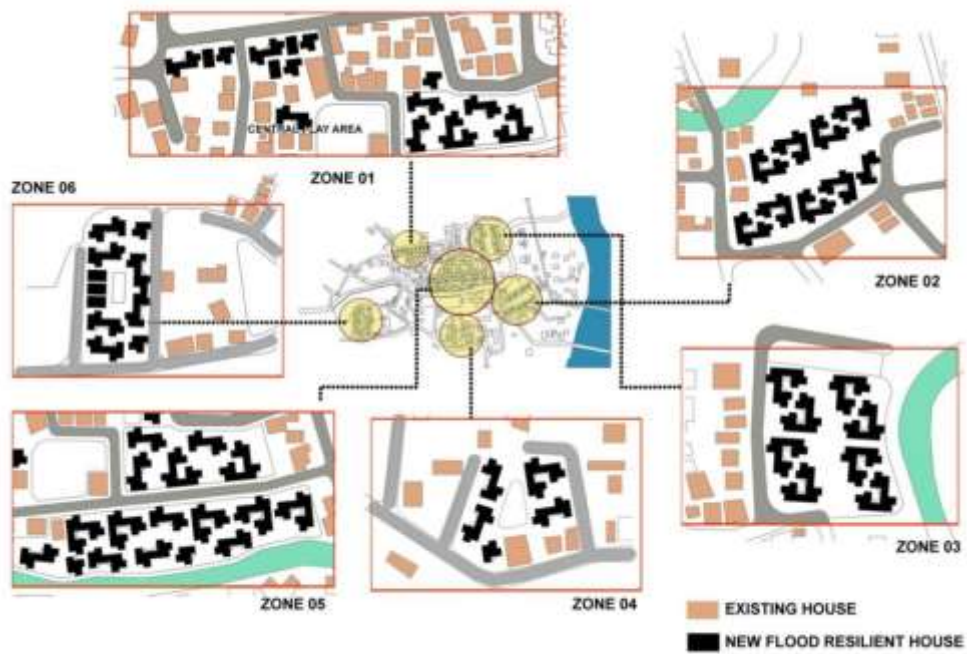 CENTRAL PLAY AREA
ZONE 01
ZONE 06
ZONE 02
ZONE 03
ZONE 05
ZONE 04
EXISTING HOUSE
NEW FLOOD RESILIENT HOUSE